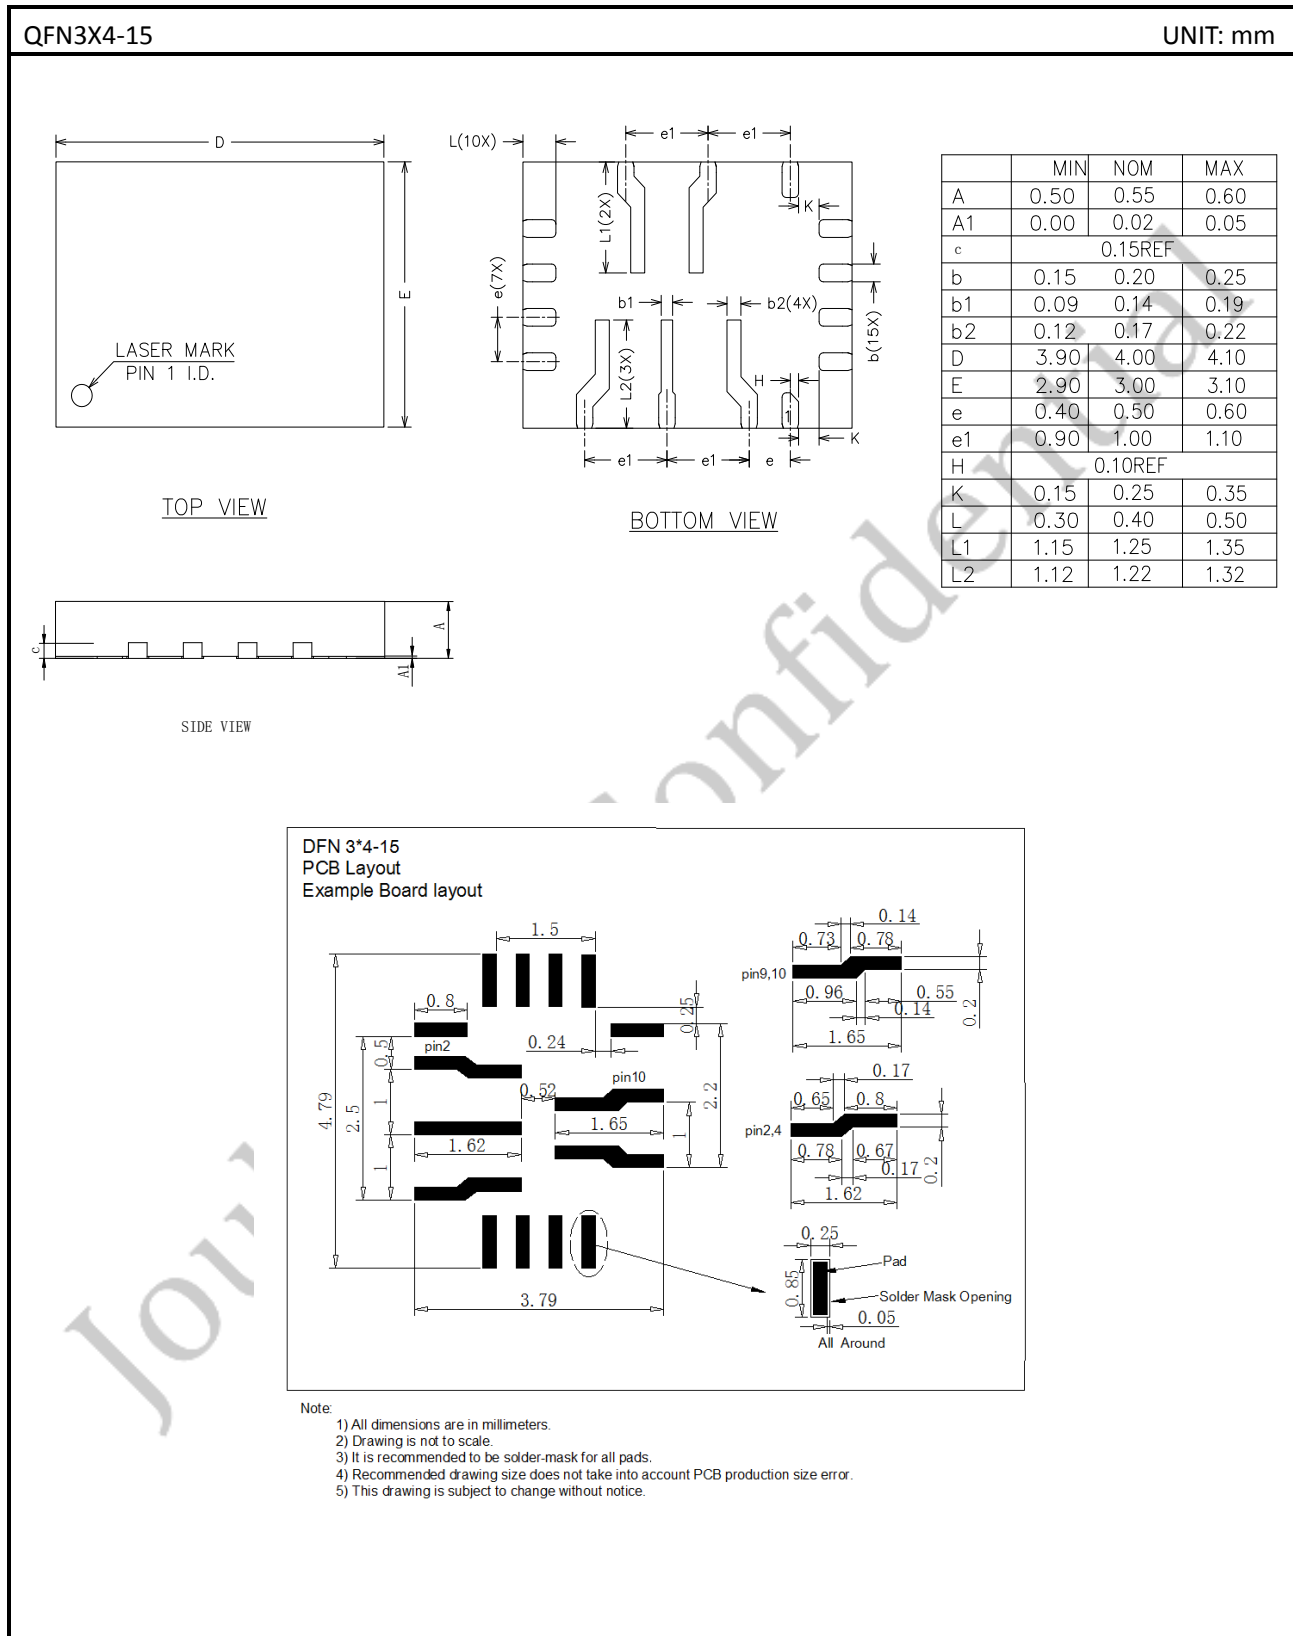 QFN3X4-15 UNIT: mm
D
E
LASER MARK
PIN 1 I.D.
TOP VIEW
L(10X)
e1 e1
L1(2X)
K
e(7X)
b1
b2(4X)
b(15X)
L2(3X)
H
1
K
e1 e1 e
BOTTOM VIEW
MIN NOM MAX
A 0.50 0.55 0.60
A1 0.00 0.02 0.05
c 0.15REF
b 0.15 0.20 0.25
b1 0.09 0.14 0.19
b2 0.12 0.17 0.22
D 3.90 4.00 4.10
E 2.90 3.00 3.10
e 0.40 0.50 0.60
e1 0.90 1.00 1.10
H 0.10REF
K 0.15 0.25 0.35
L 0.30 0.40 0.50
L1 1.15 1.25 1.35
L2 1.12 1.22 1.32
c
A
A1
SIDE VIEW
DFN 3*4-15
PCB Layout
Example Board layout
1.5
0.8
0.25
pin2
0.5
0.24
pin10
0.52
2.2
4.79
2.5
1
1.65
1
1.62
1
3.79
0.14
0.73 0.78
pin9,10
0.96 0.55
0.14
0.2
1.65
0.17
0.65 0.8
pin2,4
0.78 0.67
0.17
0.2
1.62
0.25
Pad
0.85
Solder Mask Opening
0.05
All Around
Note:
1) All dimensions are in millimeters.
2) Drawing is not to scale.
3) It is recommended to be solder-mask for all pads.
4) Recommended drawing size does not take into account PCB production size error.
5) This drawing is subject to change without notice.